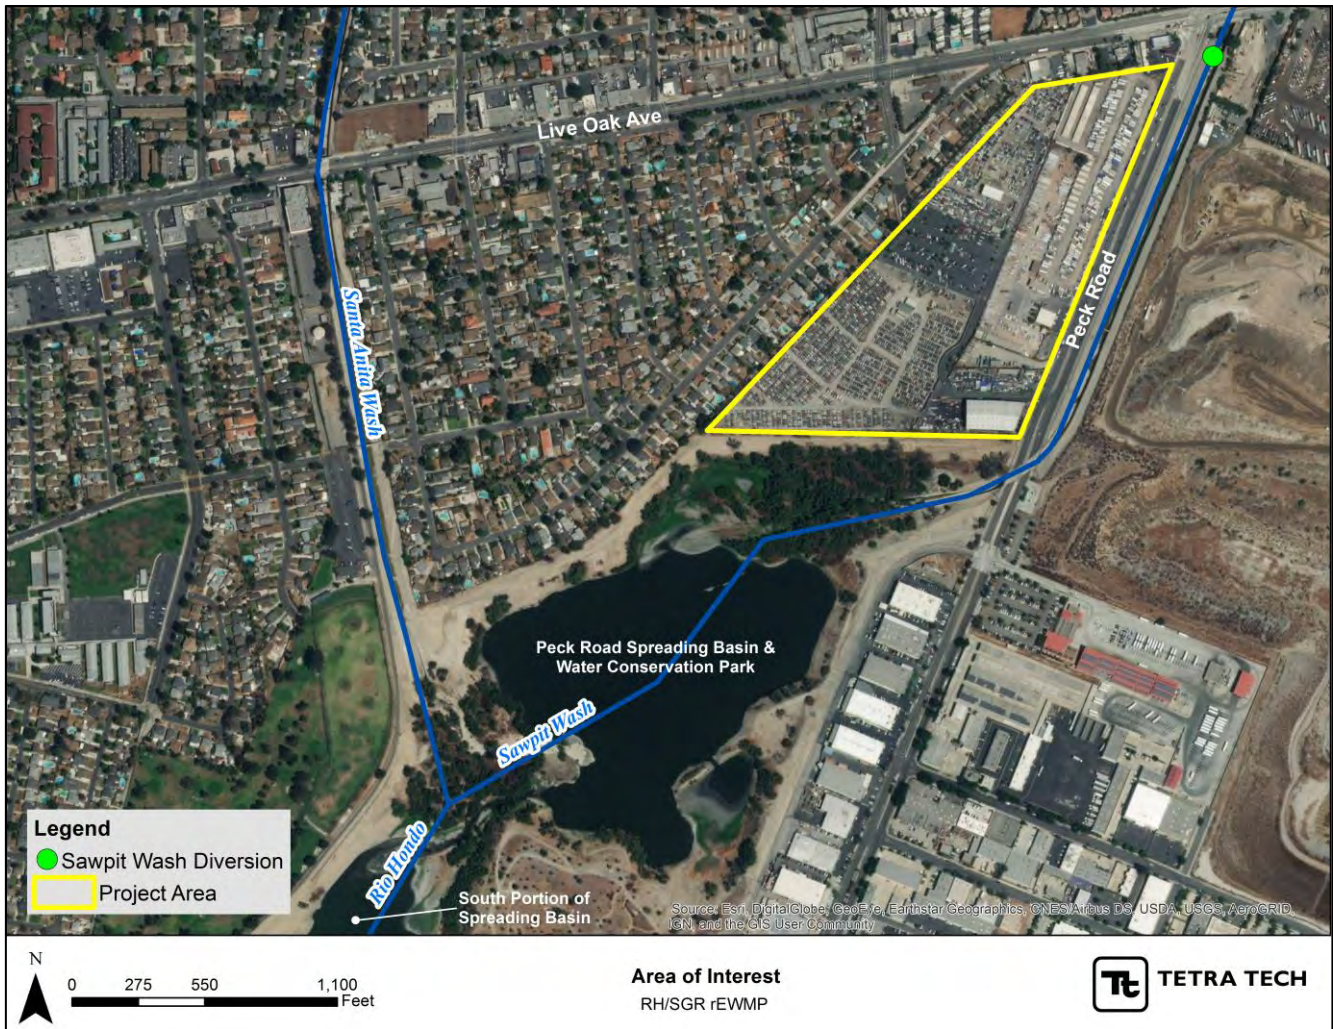 Live Oak Ave
Peck Road
Santa Anita Wash
Peck Road Spreading Basin &
Water Conservation Park
Sawpit Wash
Rio Hondo
South Portion of
Spreading Basin
Legend
Sawpit Wash Diversion
Project Area
Source: Esri, DigitalGlobe, GeoEye, Earthstar Geographics, CNES/Airbus DS, USDA, USGS, AeroGRID,
IGN, and the GIS User Community
N
0 275 550 1,100
Feet
Area of Interest
RH/SGR rEWMP
Tt TETRA TECH